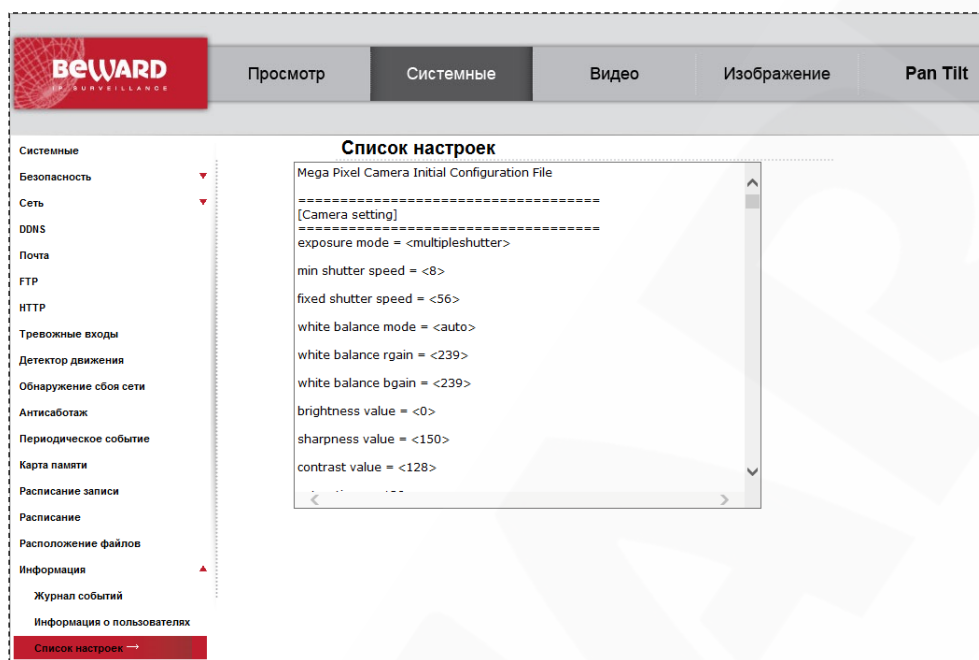 BEWARD
IP SURVEILLANCE
Просмотр
Системные
Видео
Изображение
Pan Tilt
Системные
Безопасность
Сеть
DDNS
Почта
FTP
HTTP
Тревожные входы
Детектор движения
Обнаружение сбоя сети
Антисаботаж
Периодическое событие
Карта памяти
Расписание записи
Расписание
Расположение файлов
Информация
Журнал событий
Информация о пользователях
Список настроек →
Список настроек
Mega Pixel Camera Initial Configuration File
====================================
[Camera setting]
====================================
exposure mode = <multipleshutter>
min shutter speed = <8>
fixed shutter speed = <56>
white balance mode = <auto>
white balance rgain = <239>
white balance bgain = <239>
brightness value = <0>
sharpness value = <150>
contrast value = <128>